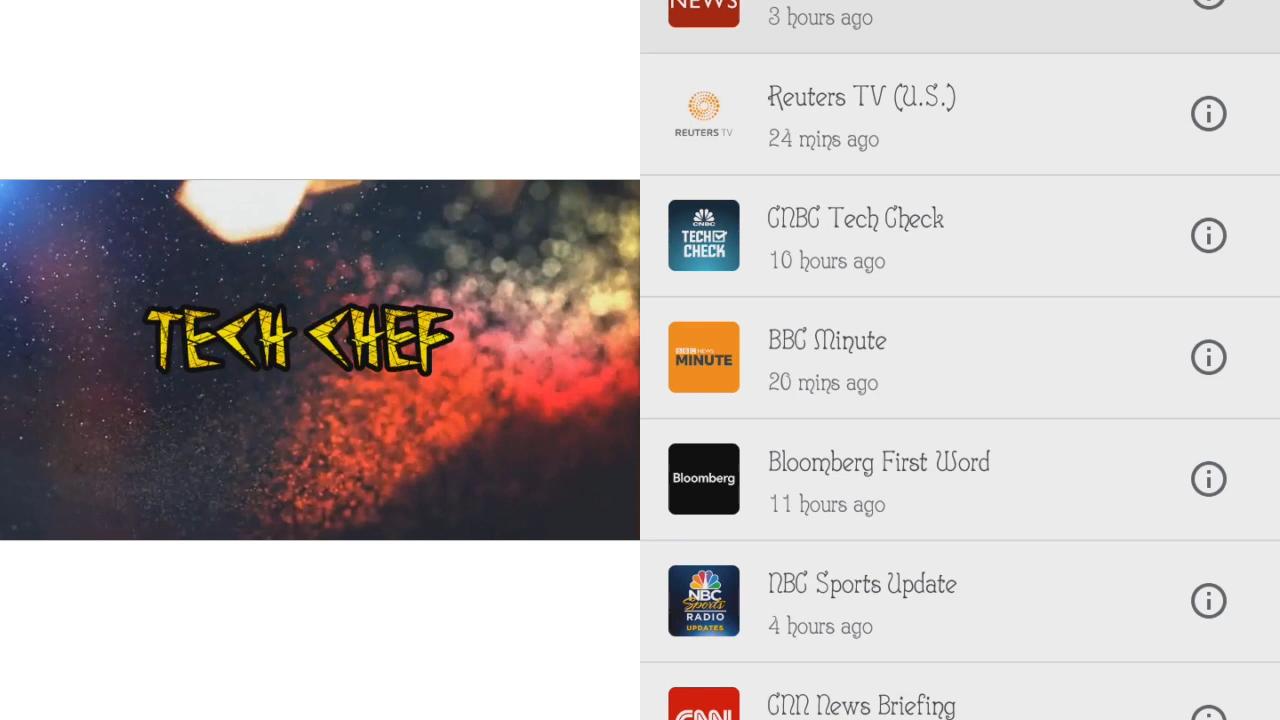 TECH CHEF
NEWS
3 hours ago
REUTERS TV
Reuters TV (U.S.)
24 mins ago
CNBC
TECH
CHECK
CNBC Tech Check
10 hours ago
BBC NEWS
MINUTE
BBC Minute
26 mins ago
Bloomberg
Bloomberg First Word
11 hours ago
NBC
Sports
RADIO
UPDATES
NBC Sports Update
4 hours ago
CNN
CNN News Briefing